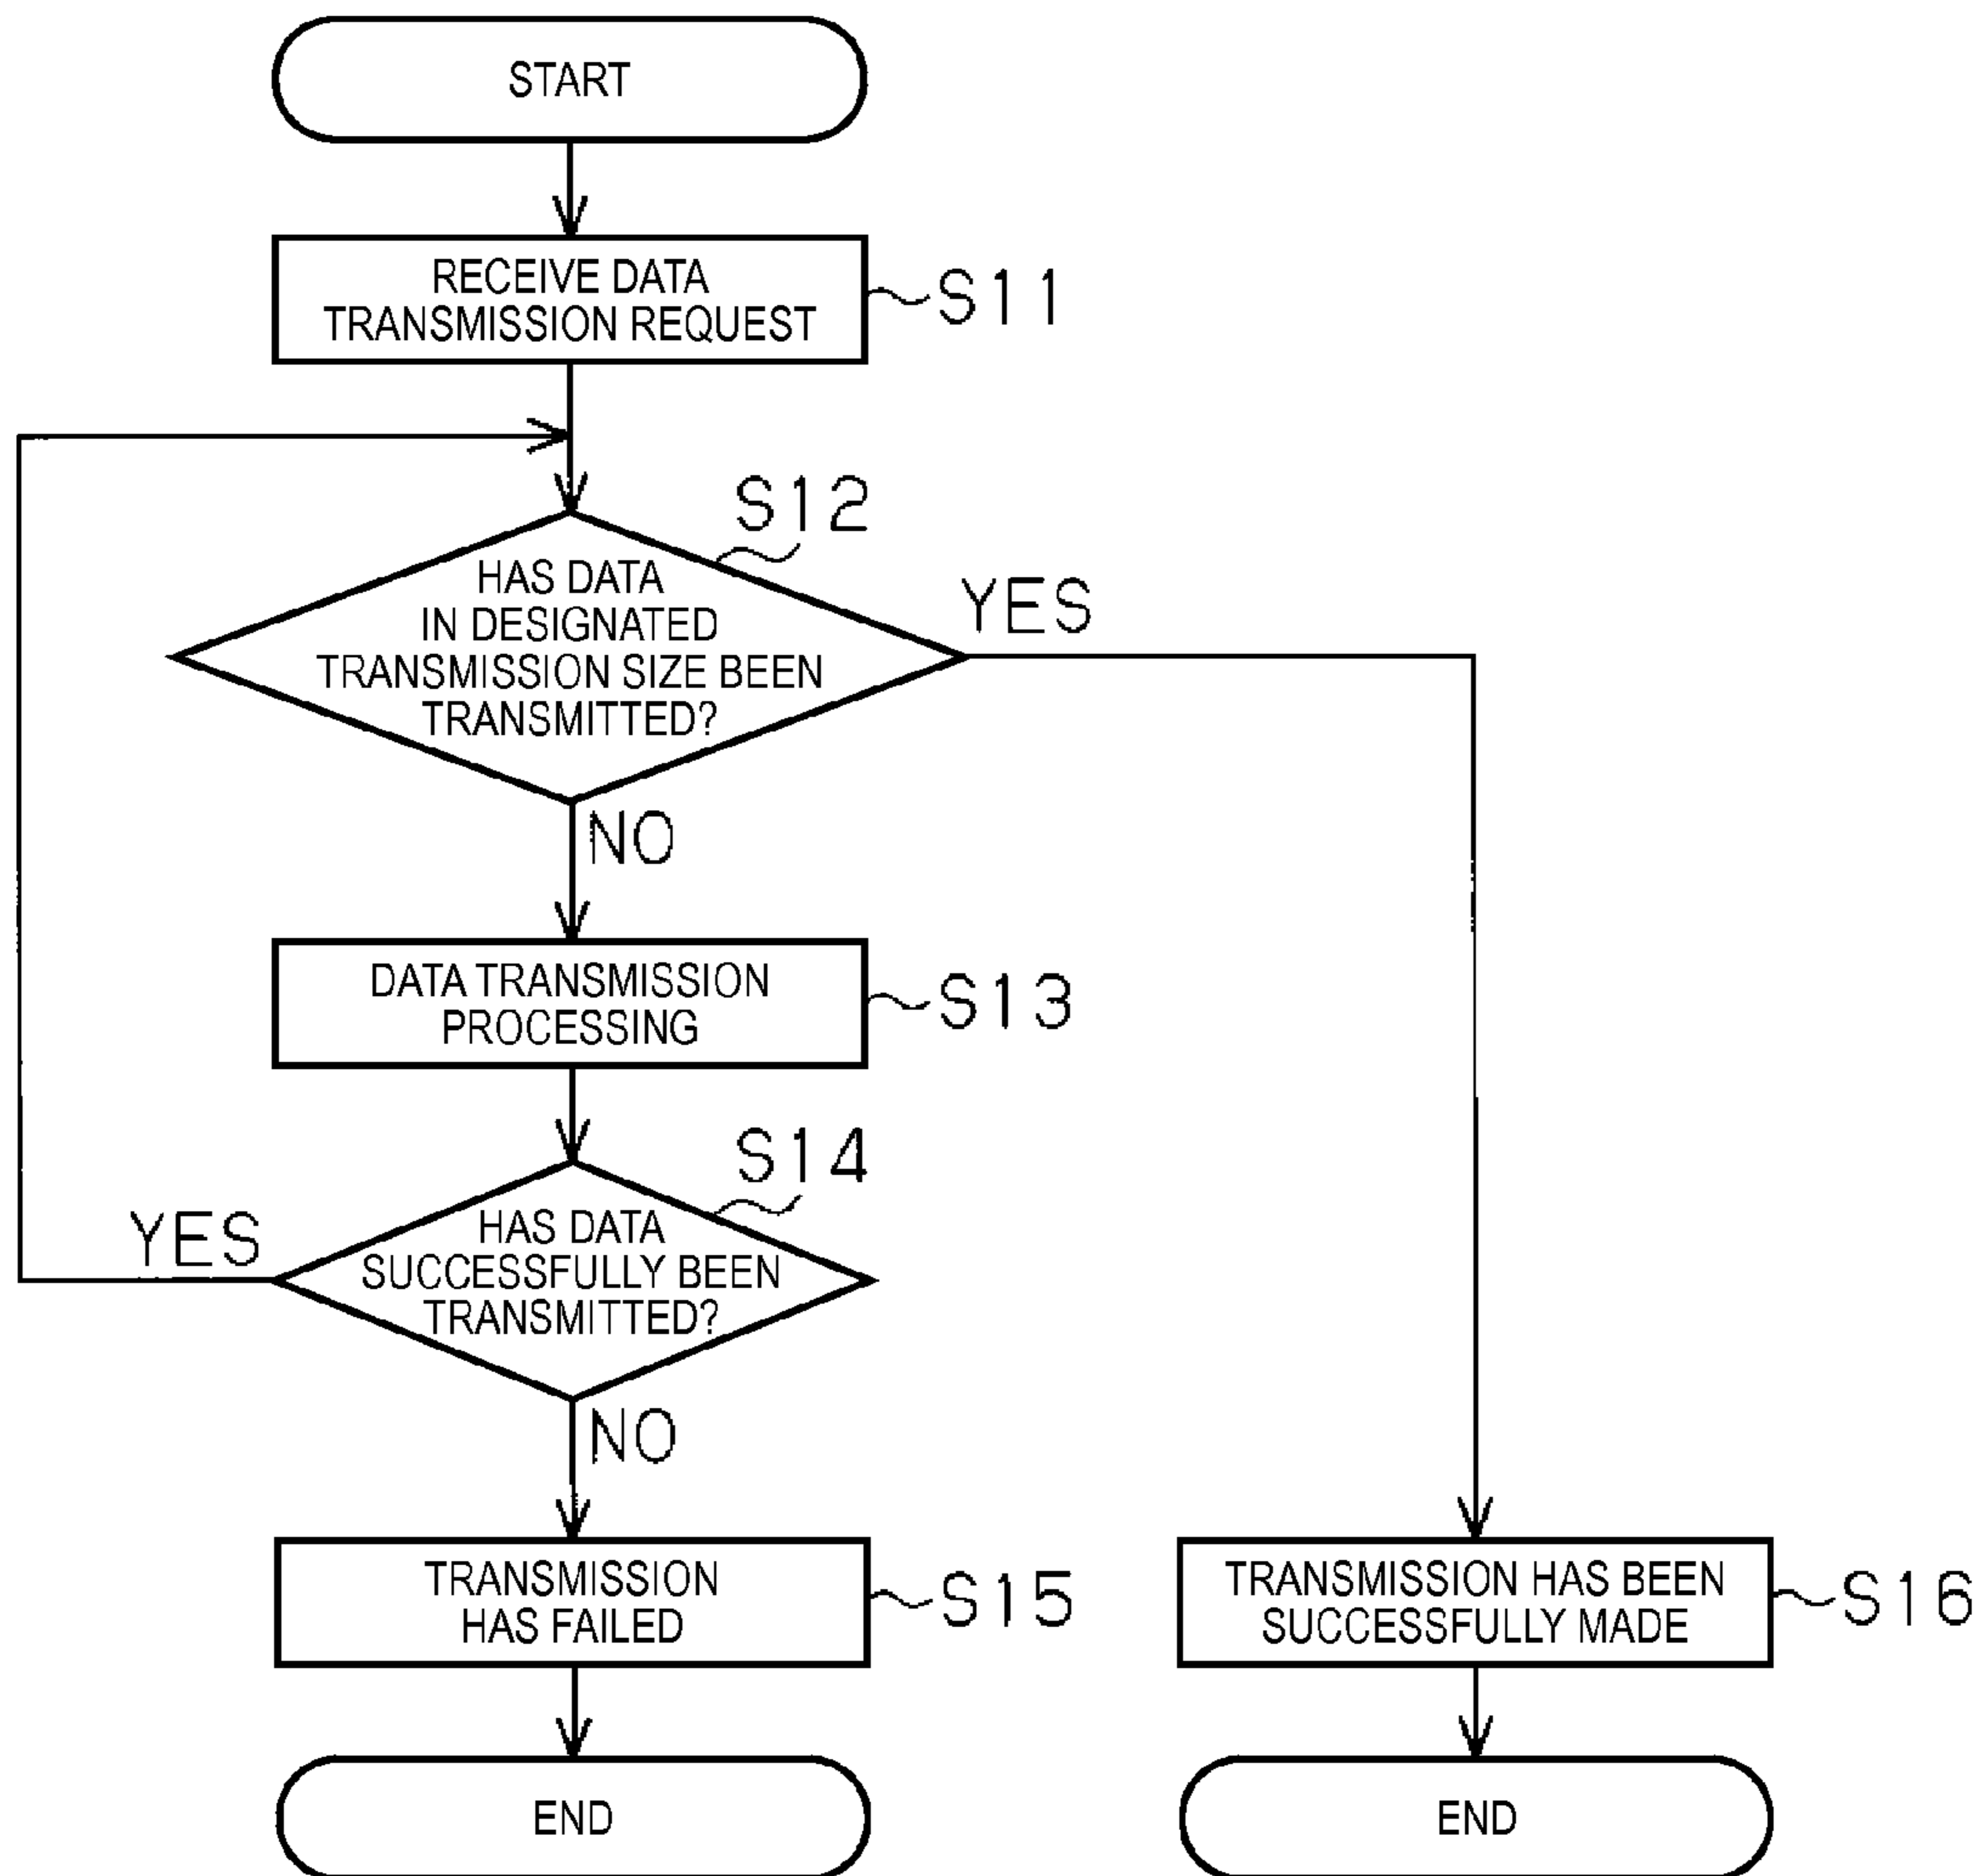 START
RECEIVE DATA
TRANSMISSION REQUEST
S11
S12
HAS DATA
IN DESIGNATED
TRANSMISSION SIZE BEEN
TRANSMITTED?
YES
NO
DATA TRANSMISSION
PROCESSING
S13
S14
HAS DATA
SUCCESSFULLY BEEN
TRANSMITTED?
YES
NO
TRANSMISSION
HAS FAILED
S15
TRANSMISSION HAS BEEN
SUCCESSFULLY MADE
S16
END
END